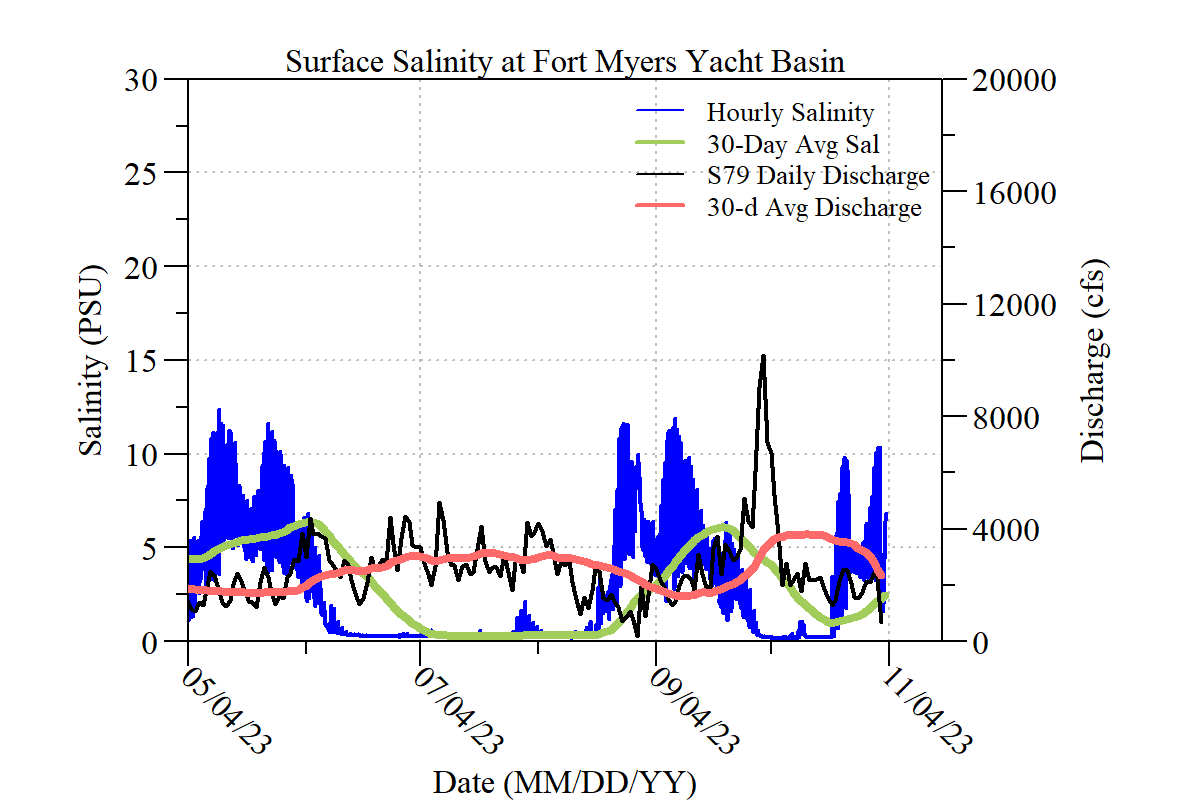 Surface Salinity at Fort Myers Yacht Basin
30
25
20
15
10
5
0
Salinity (PSU)
Hourly Salinity
30-Day Avg Sal
S79 Daily Discharge
30-d Avg Discharge
20000
16000
12000
8000
4000
0
Discharge (cfs)
05/04/23
07/04/23
09/04/23
11/04/23
Date (MM/DD/YY)